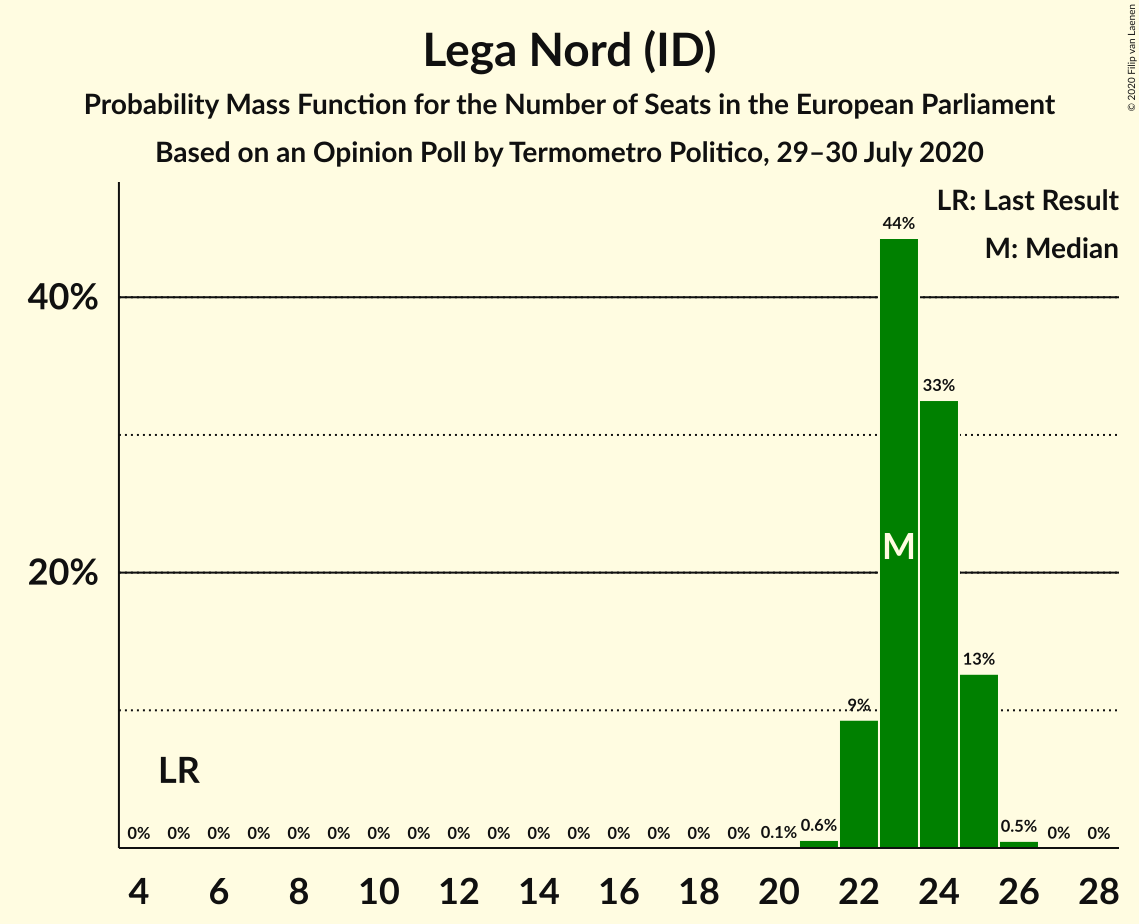 Lega Nord (ID)
Probability Mass Function for the Number of Seats in the European Parliament
Based on an Opinion Poll by Termometro Politico, 29–30 July 2020
© 2020 Filip van Laenen
LR: Last Result
M: Median
40%
20%
44%
33%
13%
9%
M
LR
0% 0% 0% 0% 0% 0% 0% 0% 0% 0% 0% 0% 0% 0% 0% 0% 0.1% 0.6% 0.5% 0% 0%
4 6 8 10 12 14 16 18 20 22 24 26 28